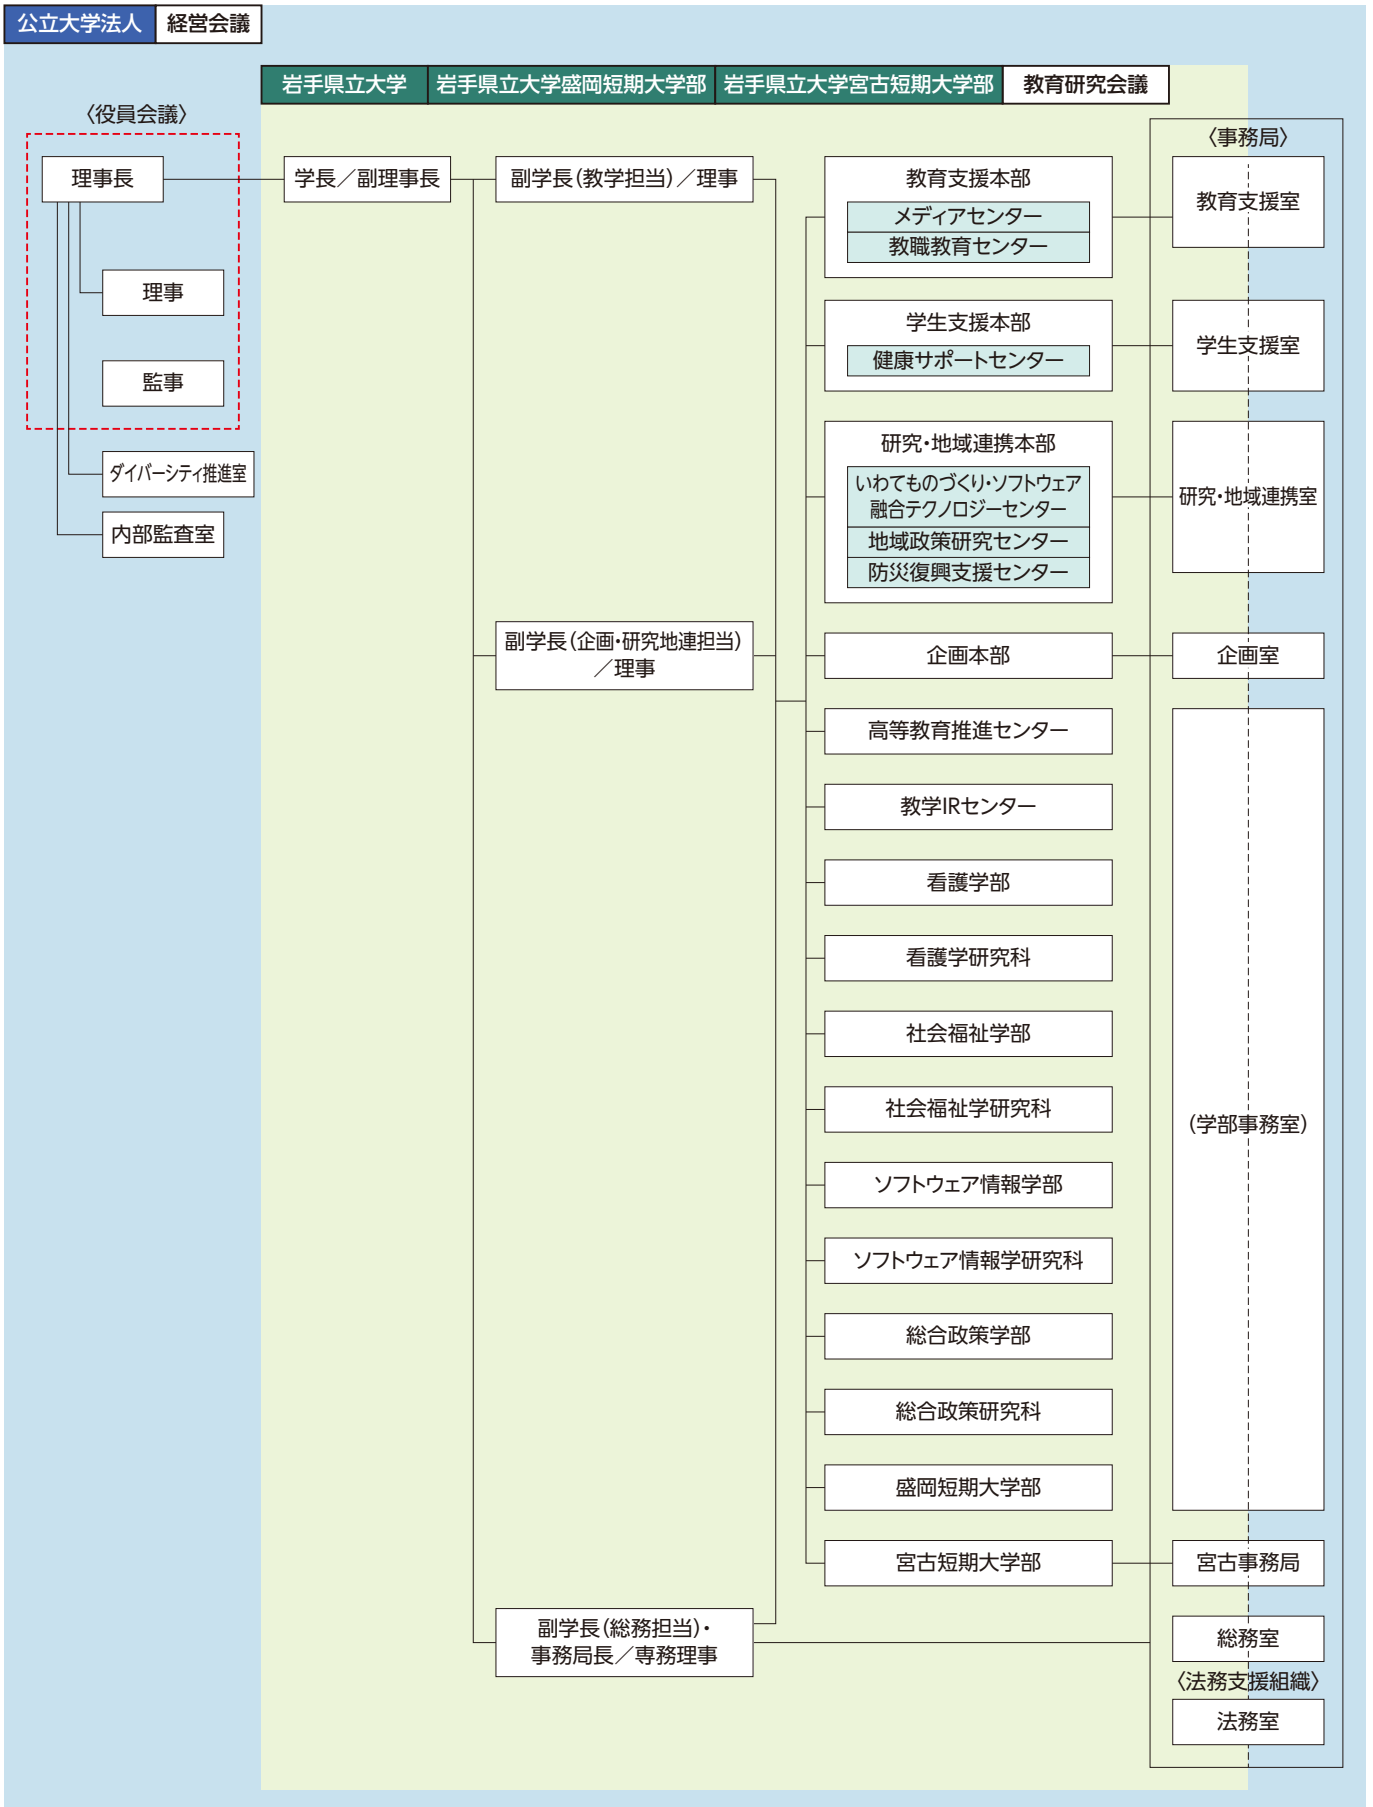 公立大学法人
経営会議
岩手県立大学
岩手県立大学盛岡短期大学部
岩手県立大学宮古短期大学部
教育研究会議
〈役員会議〉
理事長
理事
監事
ダイバーシティ推進室
内部監査室
学長／副理事長
副学長（教学担当）／理事
副学長（企画・研究地連担当）
／理事
副学長（総務担当）・
事務局長／専務理事
教育支援本部
メディアセンター
教職教育センター
学生支援本部
健康サポートセンター
研究・地域連携本部
いわてものづくり・ソフトウェア
融合テクノロジーセンター
地域政策研究センター
防災復興支援センター
企画本部
高等教育推進センター
教学IRセンター
看護学部
看護学研究科
社会福祉学部
社会福祉学研究科
ソフトウェア情報学部
ソフトウェア情報学研究科
総合政策学部
総合政策研究科
盛岡短期大学部
宮古短期大学部
〈事務局〉
教育支援室
学生支援室
研究・地域連携室
企画室
（学部事務室）
宮古事務局
総務室
〈法務支援組織〉
法務室